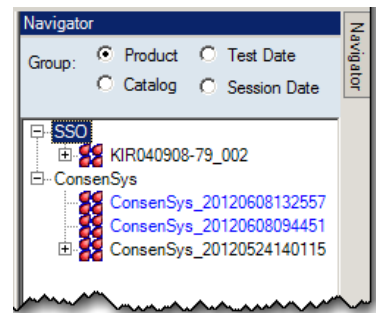 Navigator
Navigator
Group: Product Test Date
Catalog Session Date
SSO
KIR040908-79_002
ConsenSys
ConsenSys_20120608132557
ConsenSys_20120608094451
ConsenSys_20120524140115